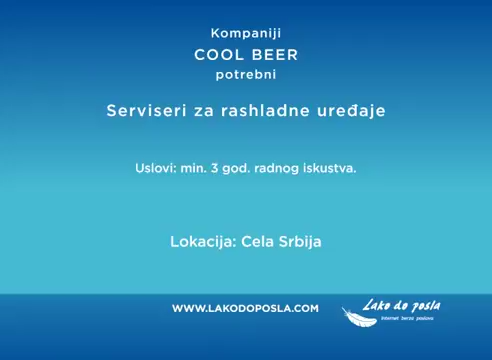 Kompaniji
COOL BEER
potrebni
Serviseri za rashladne uređaje
Uslovi: min. 3 god. radnog iskustva.
Lokacija: Cela Srbija
WWW.LAKODOPOSLA.COM
Lako do posla
Internet berza poslova